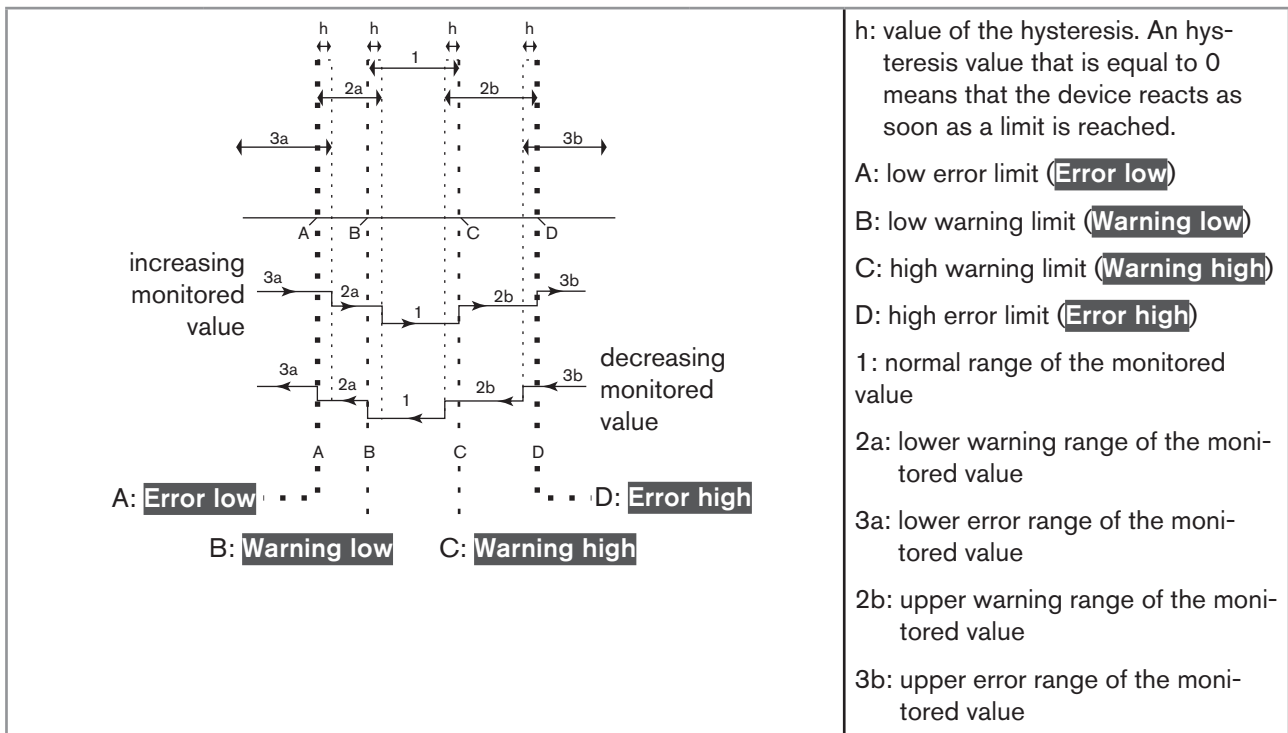 h h h h
1
2a 2b
3a 3b
A B C D
increasing
monitored
value
3a 2a 1 2b 3b
decreasing
monitored
value
3a 2a 1 2b 3b
A B C D
A: Error low
D: Error high
B: Warning low
C: Warning high
h: value of the hysteresis. An hys-
teresis value that is equal to 0
means that the device reacts as
soon as a limit is reached.
A: low error limit (Error low)
B: low warning limit (Warning low)
C: high warning limit (Warning high)
D: high error limit (Error high)
1: normal range of the monitored
value
2a: lower warning range of the moni-
tored value
3a: lower error range of the moni-
tored value
2b: upper warning range of the moni-
tored value
3b: upper error range of the moni-
tored value